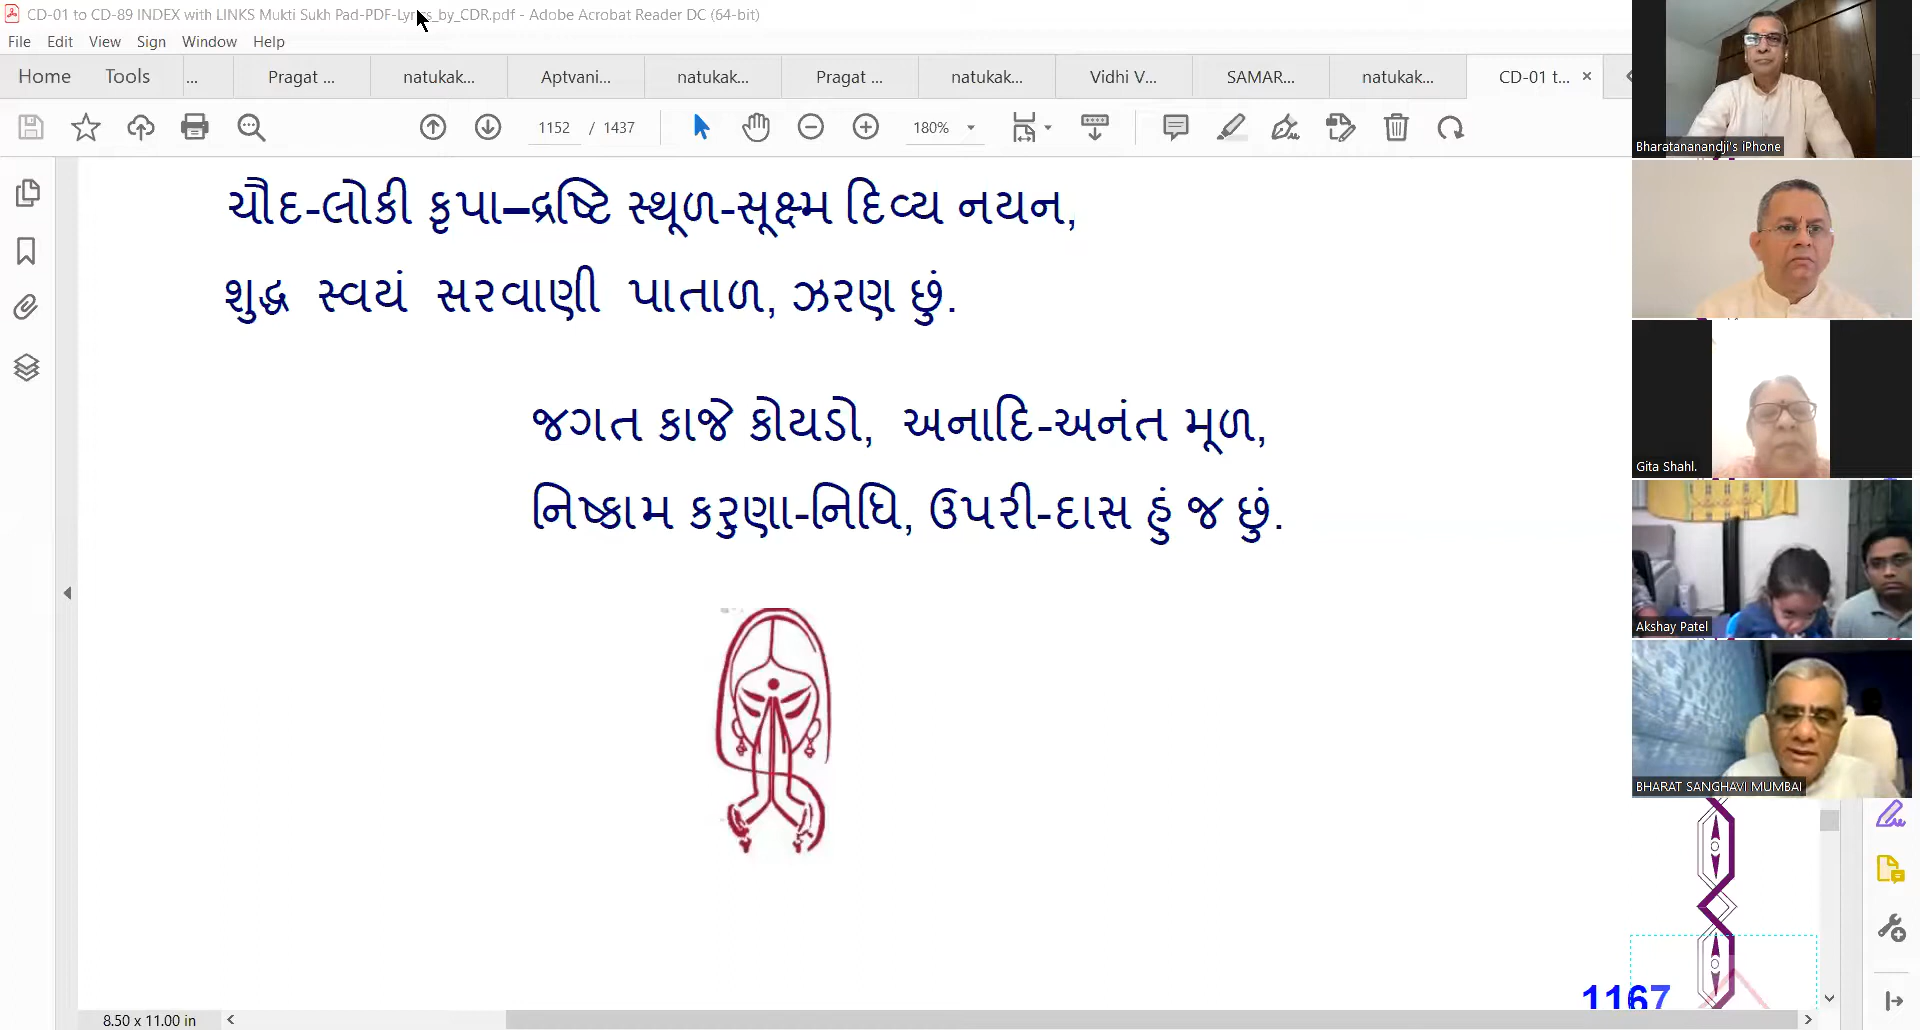 CD-01 to CD-89 INDEX with LINKS Mukti Sukh Pad-PDF-Lyrics_by_CDR.pdf - Adobe Acrobat Reader DC (64-bit)
File Edit View Sign Window Help
Home Tools ... Pragat ... natukak... Aptvani... natukak... Pragat ... natukak... Vidhi V... SAMAR... natukak... CD-01 t... ×
1152 / 1437 180%
ચૌદ-લોકી કૃપા–દ્રષ્ટિ સ્થૂળ-સૂક્ષ્મ દિવ્ય નયન,
શુદ્ધ સ્વયં સરવાણી પાતાળ, ઝરણ છું.
જગત કાજે કોયડો, અનાદિ-અનંત મૂળ,
નિષ્કામ કરુણા-નિધિ, ઉપરી-દાસ હું જ છું.
1167
8.50 x 11.00 in
Bharatananandji's iPhone
Gita Shahl.
Akshay Patel
BHARAT SANGHAVI MUMBAI